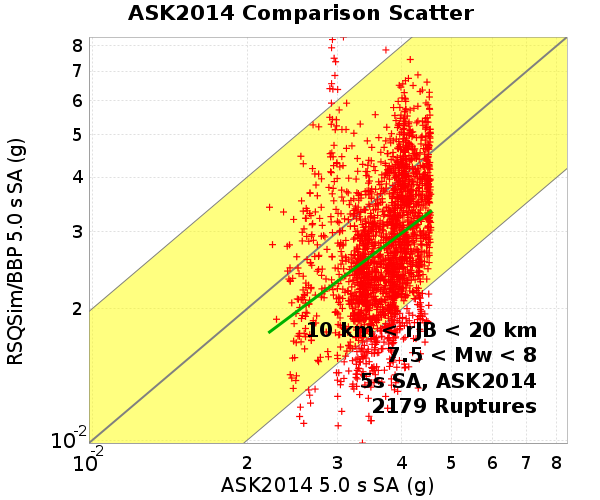 ASK2014 Comparison Scatter
RSQSim/BBP 5.0 s SA (g)
8
7
6
5
4
3
2
10-2
10 km < rJB < 20 km
7.5 < Mw < 8
5s SA, ASK2014
2179 Ruptures
10-2 2 3 4 5 6 7 8
ASK2014 5.0 s SA (g)